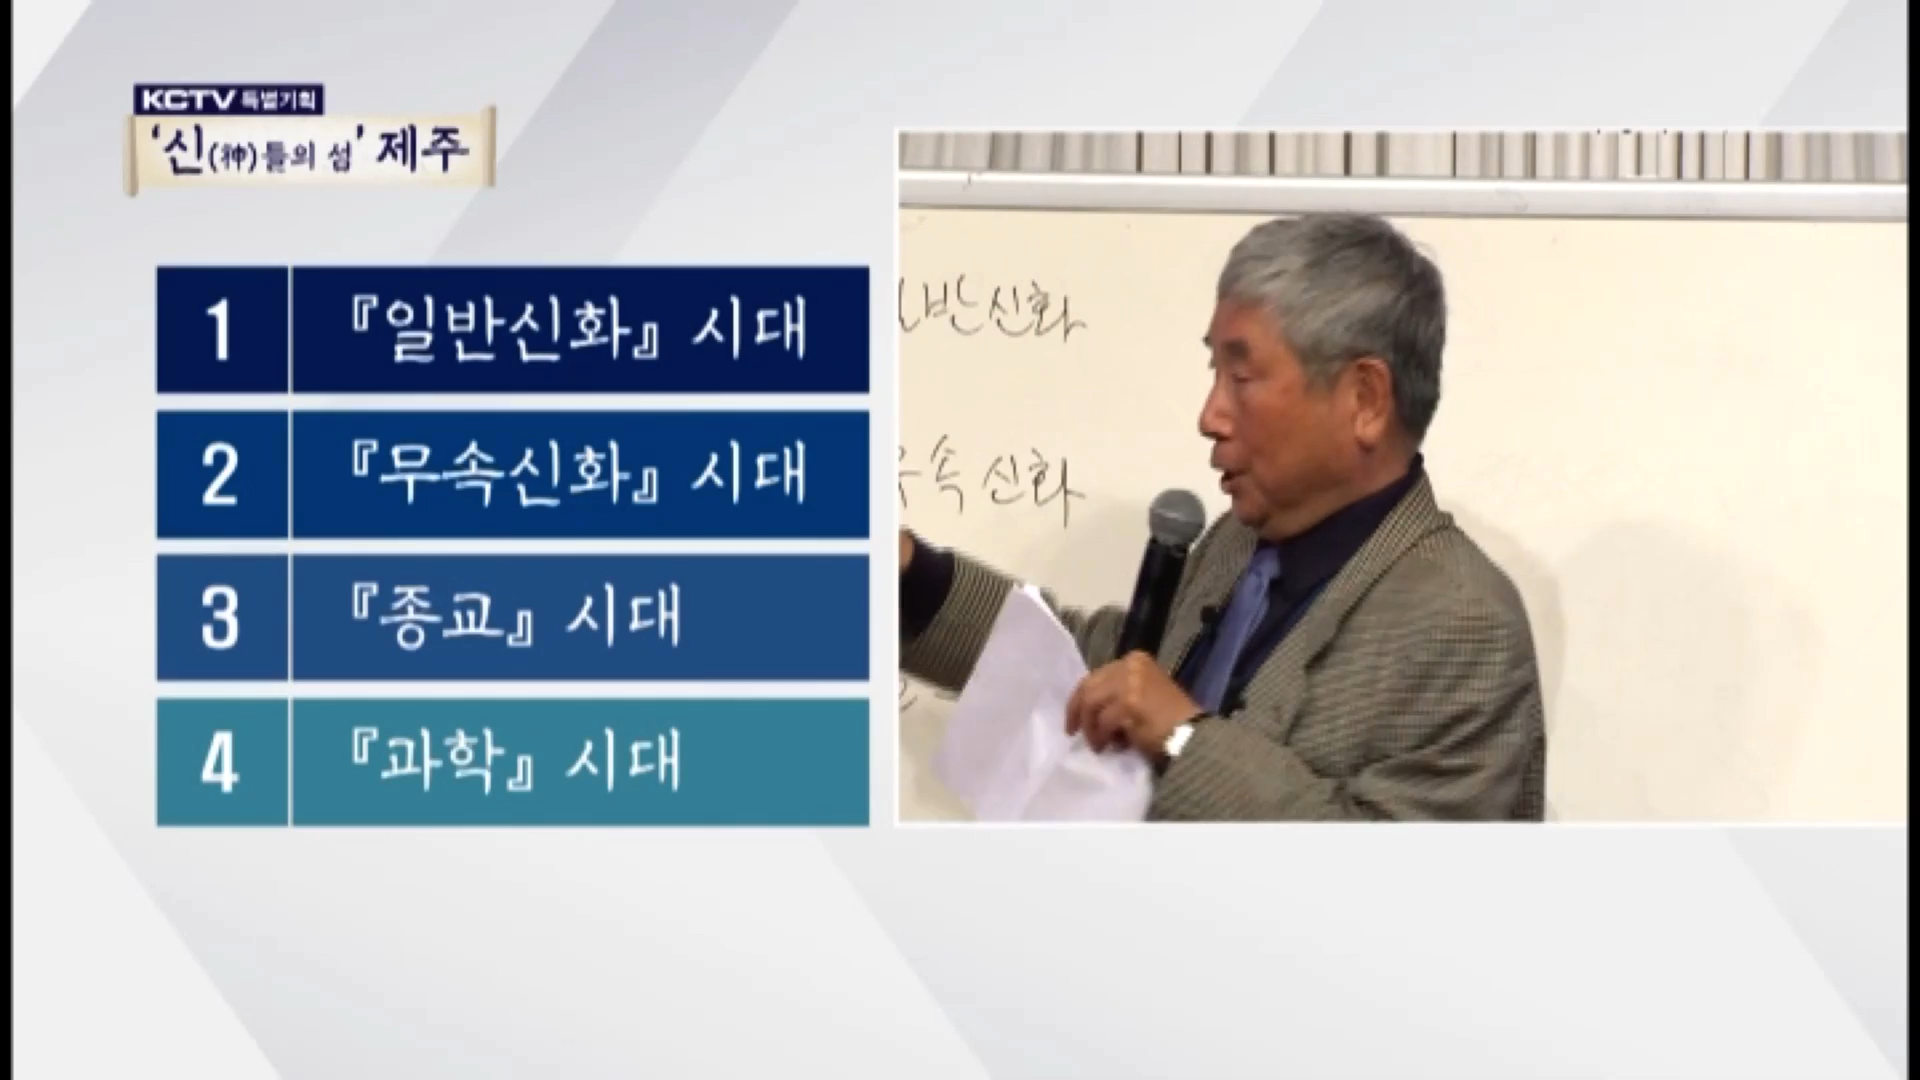 KCTV 특별기획
‘신(神)들의 섬’ 제주
1 『일반신화』 시대
2 『무속신화』 시대
3 『종교』 시대
4 『과학』 시대
반신화
속신화